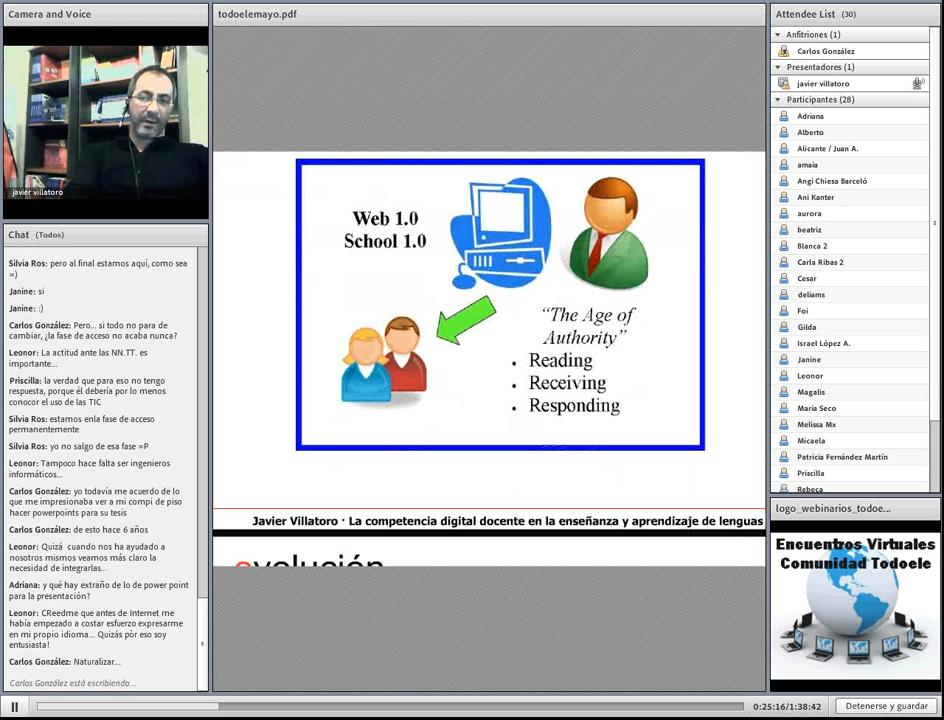 Camera and Voice
javier villatoro
Chat (Todos)
Silvia Ros: pero al final estamos aquí, como sea
=)
Janine: si
Janine: :)
Carlos González: Pero... si todo no para de
cambiar, ¿la fase de acceso no acaba nunca?
Leonor: La actitud ante las NN.TT. es
importante...
Priscilla: la verdad que para eso no tengo
respuesta, porque él debería por lo menos
conocer el uso de las TIC
Silvia Ros: estamos enla fase de acceso
permanentemente
Silvia Ros: yo no salgo de esa fase =P
Leonor: Tampoco hace falta ser ingenieros
informáticos...
Carlos González: yo todavía me acuerdo de lo
que me impresionaba ver a mi compi de piso
hacer powerpoints para su tesis
Carlos González: de esto hace 6 años
Leonor: Quizá cuando nos ha ayudado a
nosotros mismos veamos más claro la
necesidad de integrarlas...
Adriana: y qué hay extraño de lo de power point
para la presentación?
Leonor: CReedme que antes de Internet me
había empezado a costar esfuerzo expresarme
en mi propio idioma... Quizás pòr eso soy
entusiasta!
Carlos González: Naturalizar...
Carlos González está escribiendo...
todoelemayo.pdf
Web 1.0
School 1.0
“The Age of
Authority”
• Reading
• Receiving
• Responding
Javier Villatoro · La competencia digital docente en la enseñanza y aprendizaje de lenguas
evolución
Attendee List (30)
Anfitriones (1)
Carlos González
Presentadores (1)
javier villatoro
Participantes (28)
Adriana
Alberto
Alicante / Juan A.
amaia
Angi Chiesa Barceló
Ani Kanter
aurora
beatriz
Blanca 2
Carla Ribas 2
Cesar
deliams
Foi
Gilda
Israel López A.
Janine
Leonor
Magalis
Maria Seco
Melissa Mx
Micaela
Patricia Fernández Martín
Priscilla
Rebeca
logo_webinarios_todoe...
Encuentros Virtuales
Comunidad Todoele
0:25:16/1:38:42
Detenerse y guardar